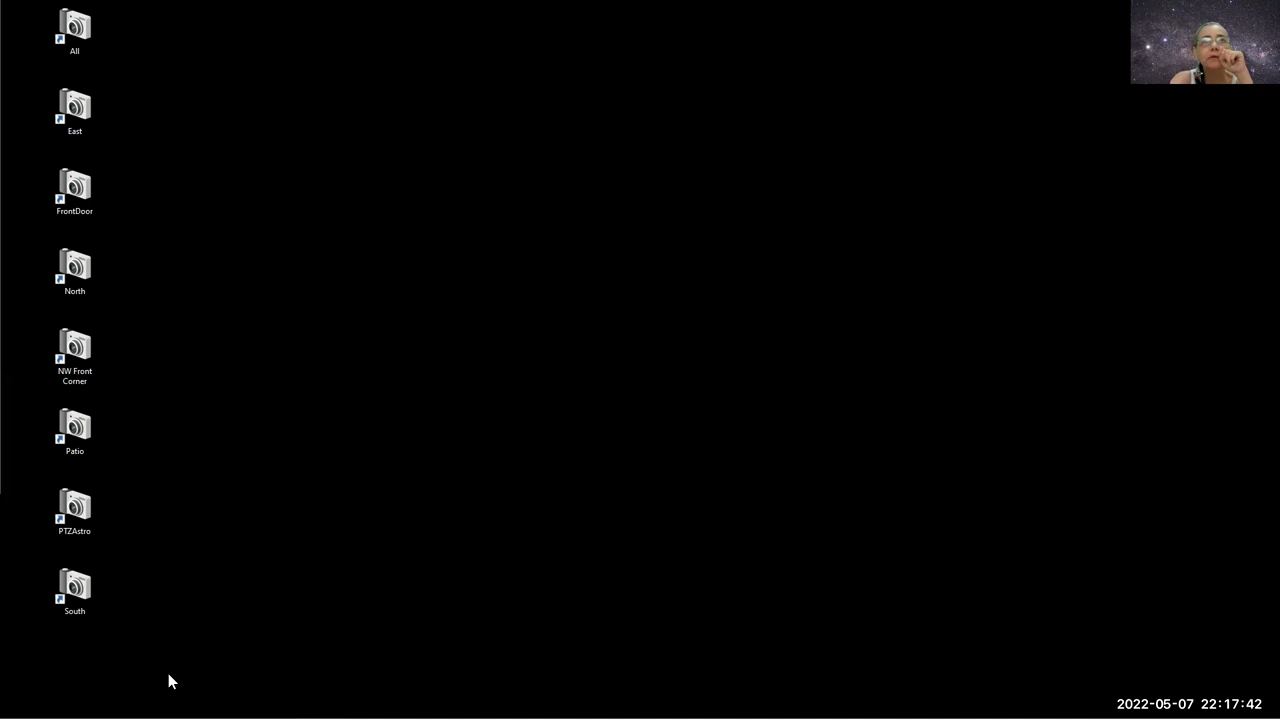 All
East
FrontDoor
North
NW Front
Corner
Patio
PTZAstro
South
2022-05-07 22:17:42